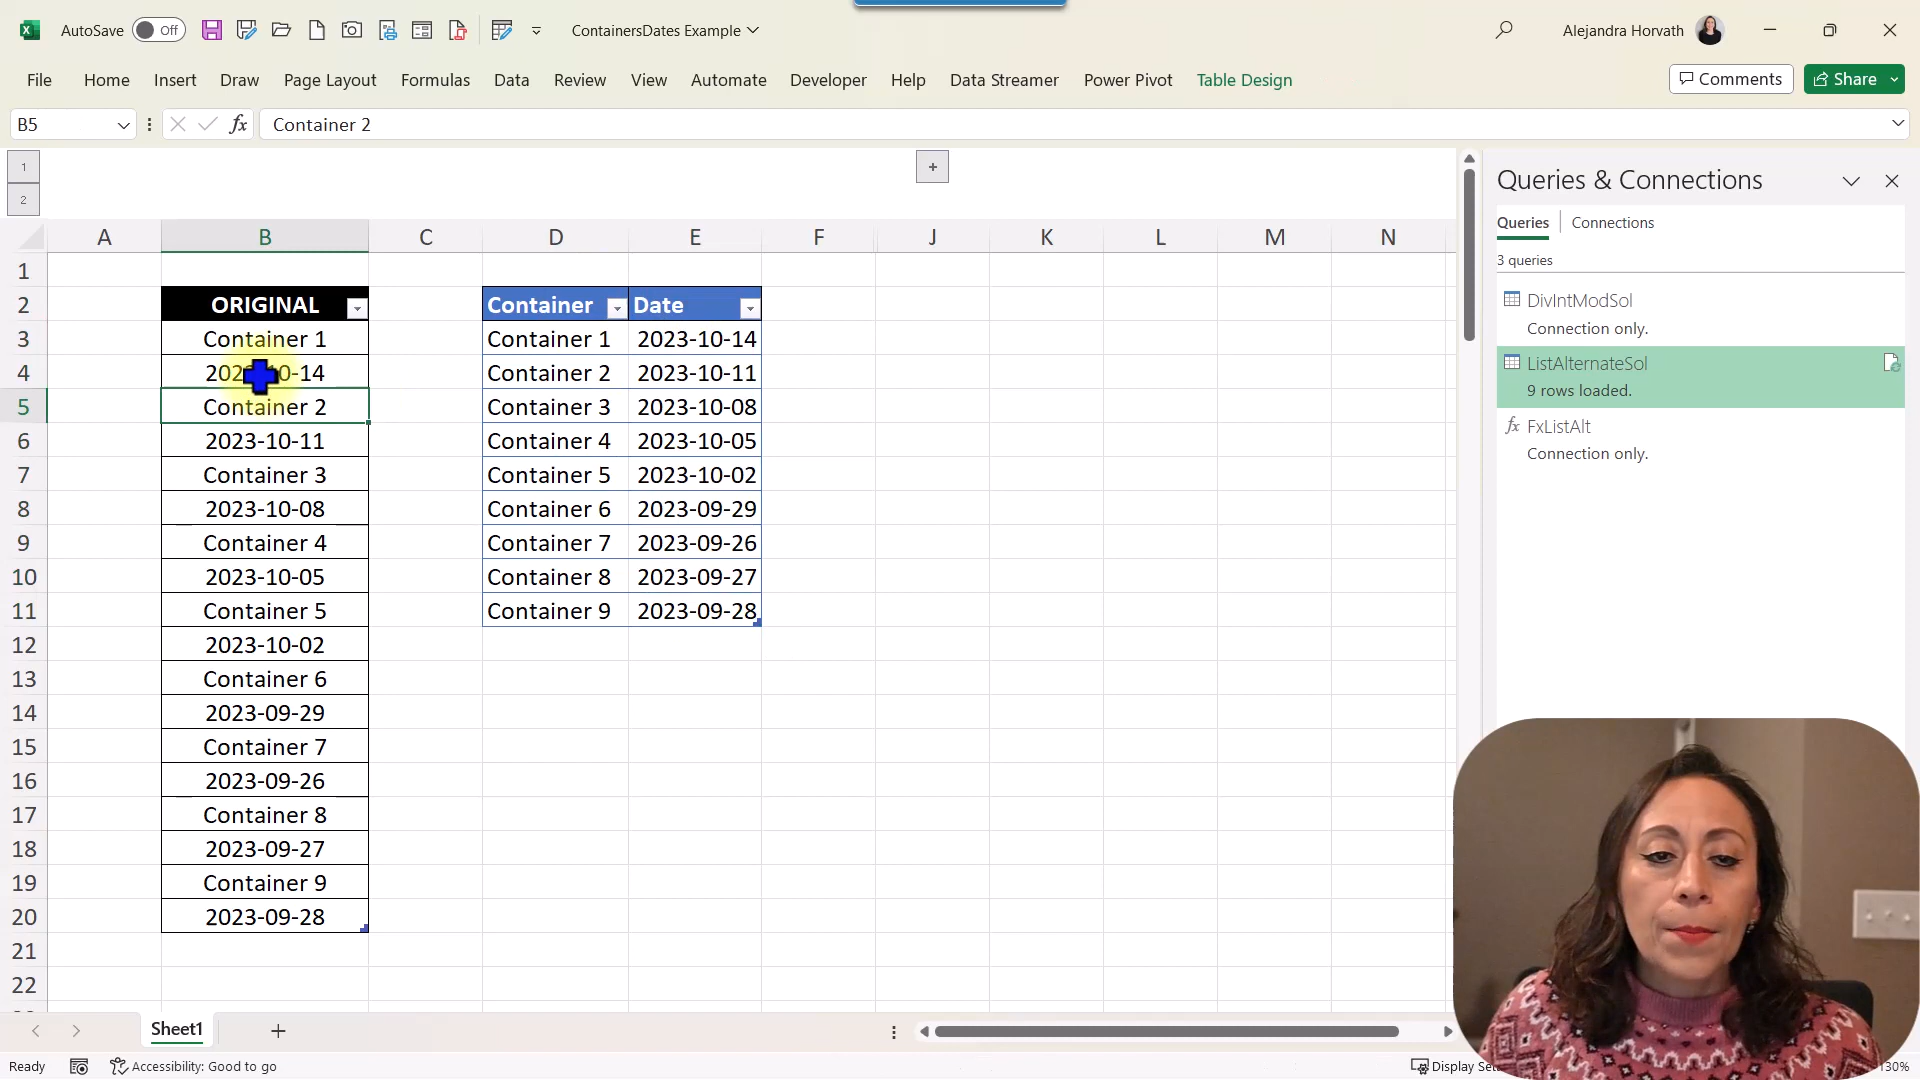 AutoSave Off ContainersDates Example Alejandra Horvath
File Home Insert Draw Page Layout Formulas Data Review View Automate Developer Help Data Streamer Power Pivot Table Design Comments Share
B5 fx Container 2
1
2
+
Queries & Connections
Queries Connections
3 queries
DivIntModSol
Connection only.
ListAlternateSol
9 rows loaded.
FxListAlt
Connection only.
A B C D E F J K L M N
1
2 ORIGINAL Container Date
3 Container 1 Container 1 2023-10-14
4 Container 2 2023-10-11
5 Container 2 Container 3 2023-10-08
6 2023-10-11 Container 4 2023-10-05
7 Container 3 Container 5 2023-10-02
8 2023-10-08 Container 6 2023-09-29
9 Container 4 Container 7 2023-09-26
10 2023-10-05 Container 8 2023-09-27
11 Container 5 Container 9 2023-09-28
12 2023-10-02
13 Container 6
14 2023-09-29
15 Container 7
16 2023-09-26
17 Container 8
18 2023-09-27
19 Container 9
20 2023-09-28
21
22
Sheet1
Ready Accessibility: Good to go Display 130%